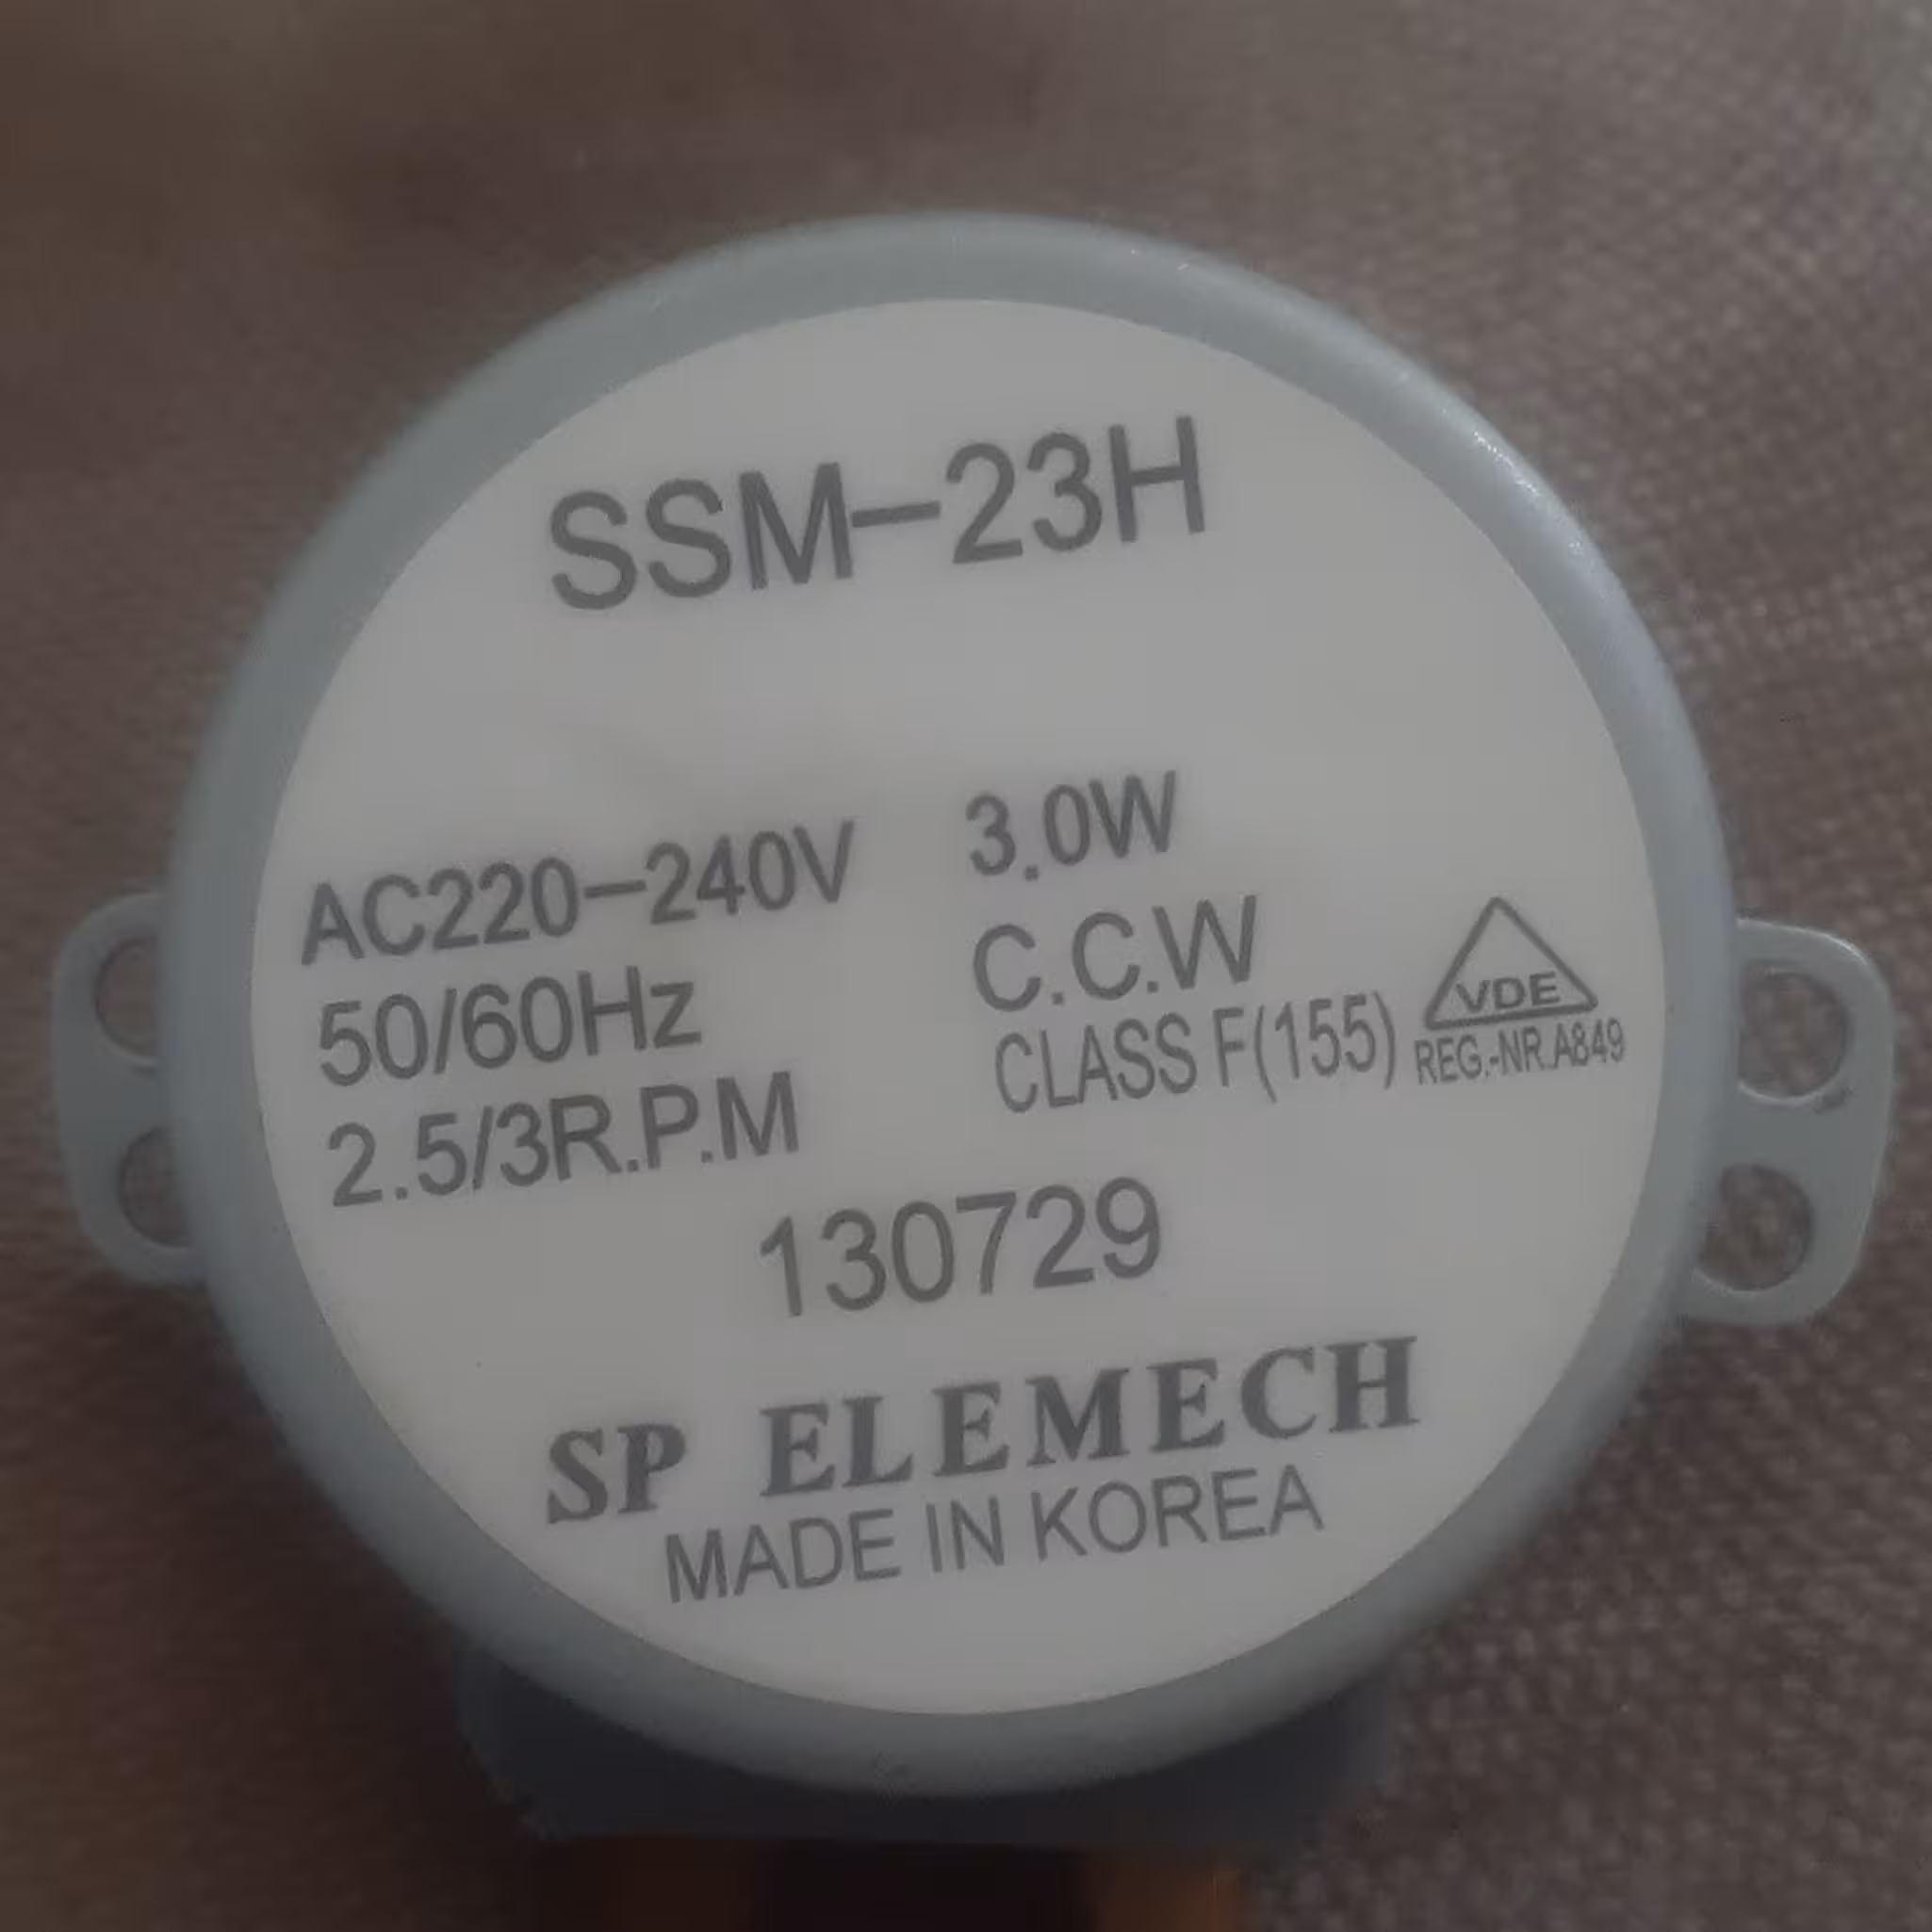 SSM-23H
AC220-240V 3.0W
50/60Hz C.C.W
2.5/3R.P.M CLASS F(155)
VDE
REG.-NR.A849
130729
SP ELEMECH
MADE IN KOREA